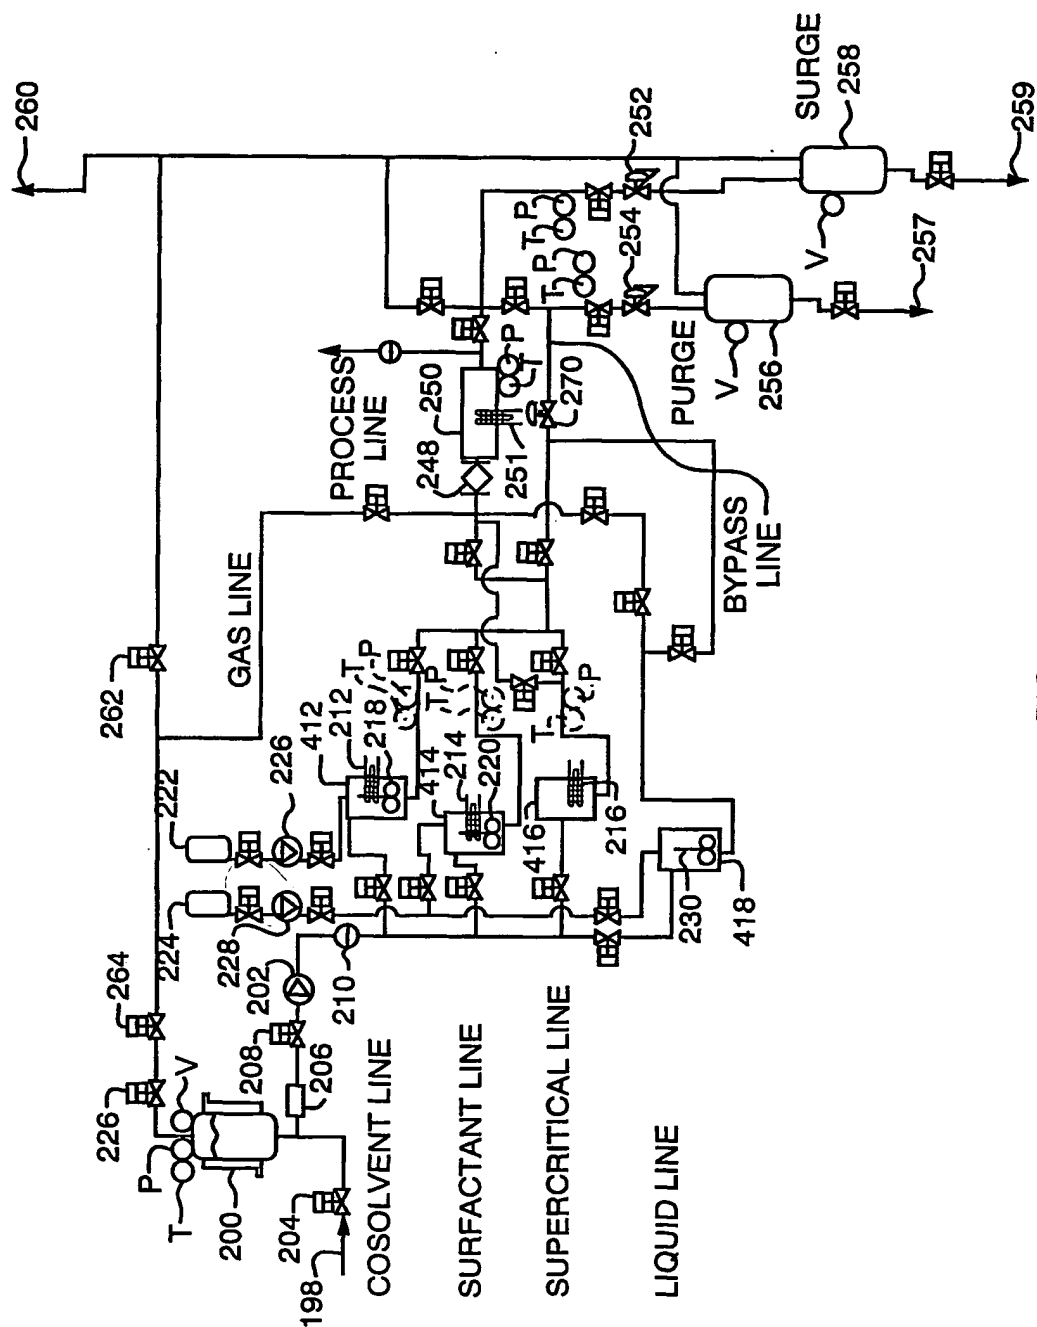 260
SURGE
258
252
259
P
T
P
T
254
V
257
PURGE
V
256
PROCESS
LINE
250
P
T
270
248
251
BYPASS
LINE
GAS LINE
262
T
P
212
218
412
T
P
414
214
220
P
T
416
216
222
226
224
228
230
418
264
202
210
208
206
226
V
P
T
200
204
198
COSOLVENT LINE
SURFACTANT LINE
SUPERCRITICAL LINE
LIQUID LINE